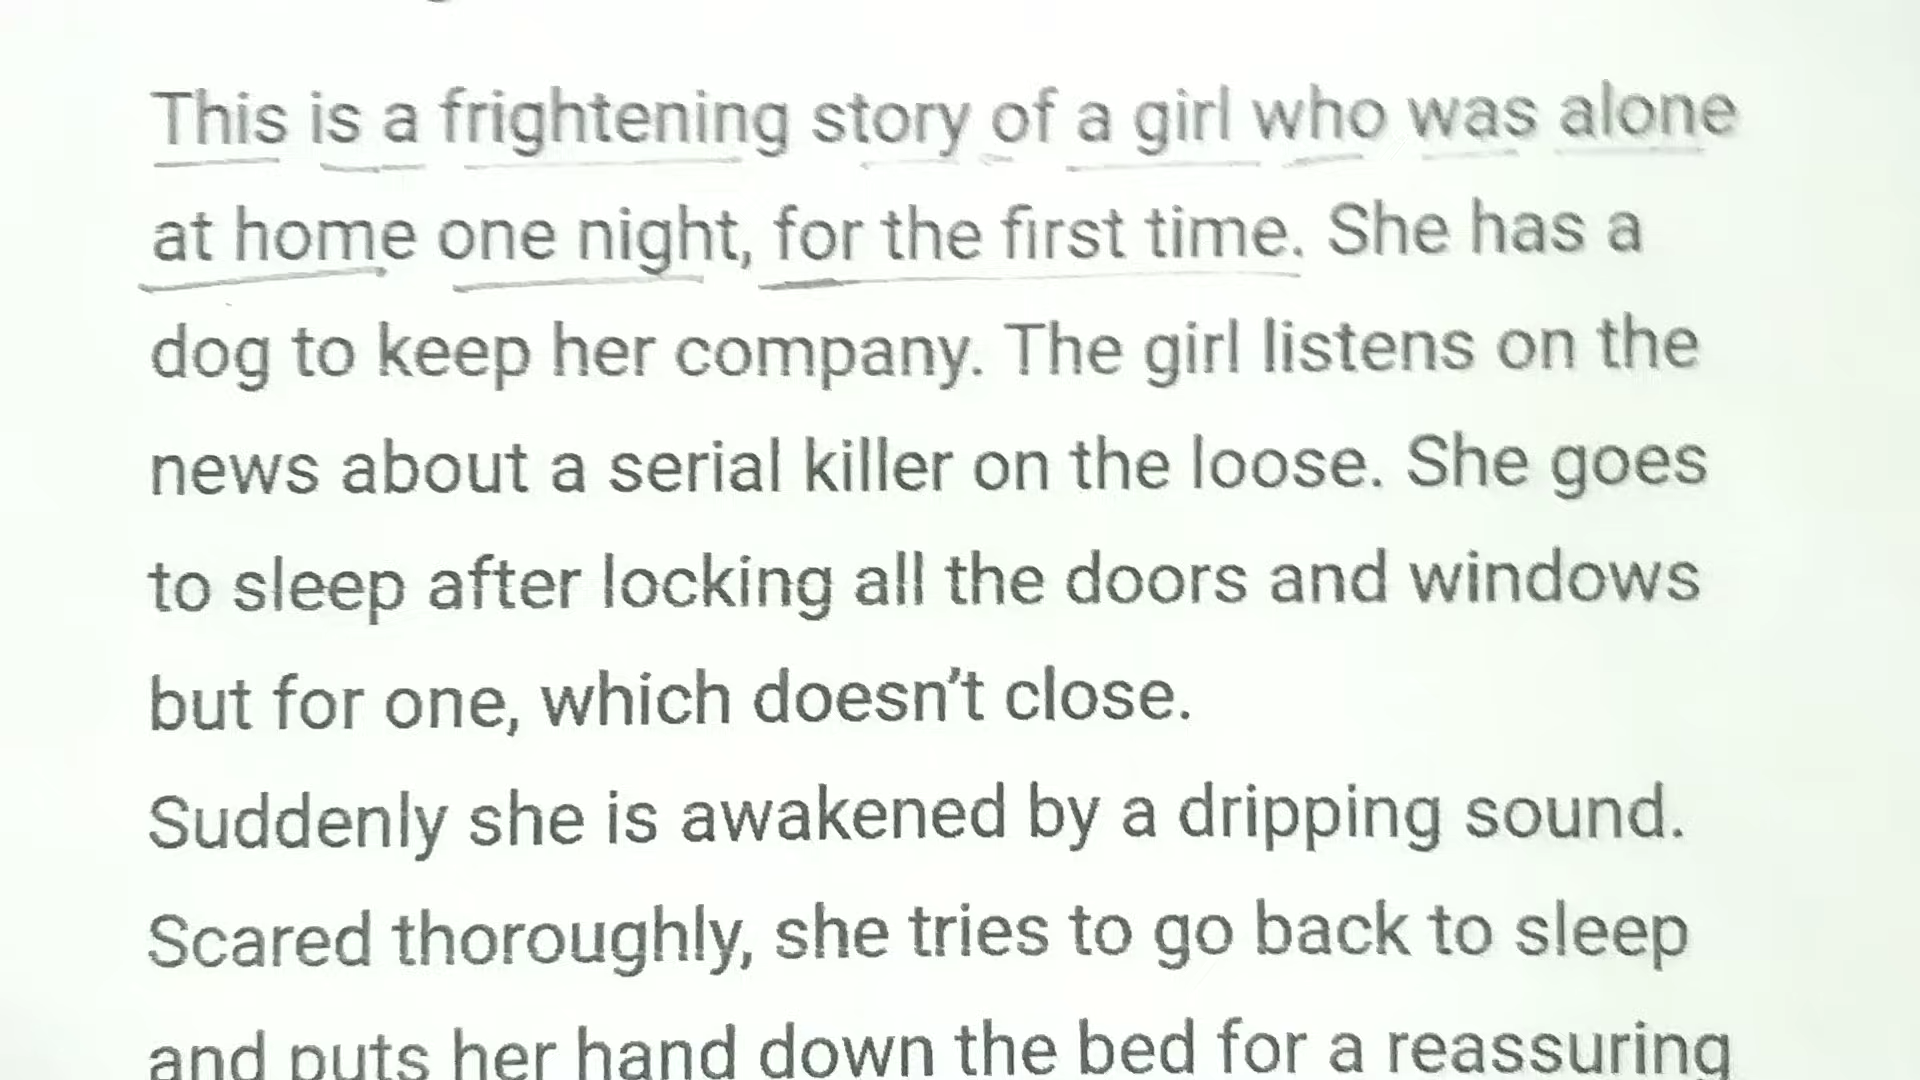 This is a frightening story of a girl who was alone
at home one night, for the first time. She has a
dog to keep her company. The girl listens on the
news about a serial killer on the loose. She goes
to sleep after locking all the doors and windows
but for one, which doesn't close.
Suddenly she is awakened by a dripping sound.
Scared thoroughly, she tries to go back to sleep
and puts her hand down the bed for a reassuring